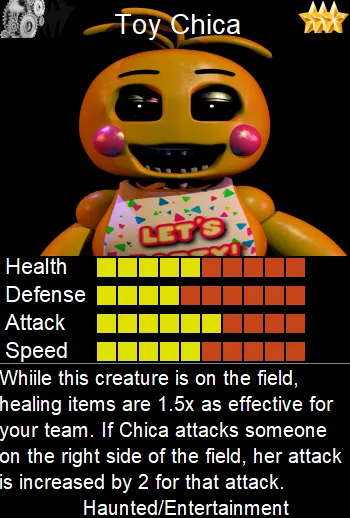 Toy Chica
LET'S
Health
Defense
Attack
Speed
Whiile this creature is on the field,
healing items are 1.5x as effective for
your team. If Chica attacks someone
on the right side of the field, her attack
is increased by 2 for that attack.
Haunted/Entertainment